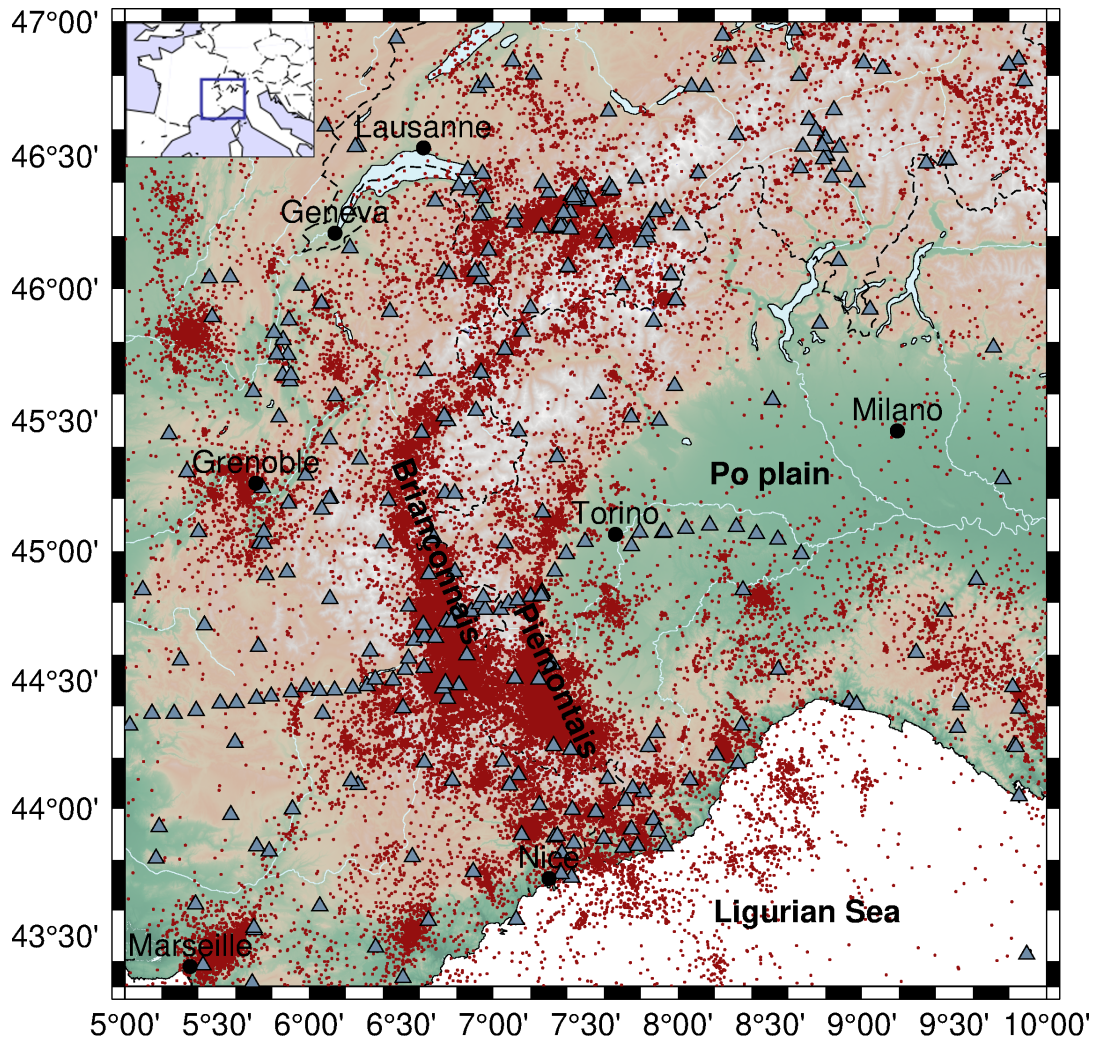 47°00'
46°30'
46°00'
45°30'
45°00'
44°30'
44°00'
43°30'
Lausanne
Geneva
Milano
Grenoble
Po plain
Briançonnais
Torino
Piemontais
Nice
Ligurian Sea
Marseille
5°00' 5°30' 6°00' 6°30' 7°00' 7°30' 8°00' 8°30' 9°00' 9°30' 10°00'